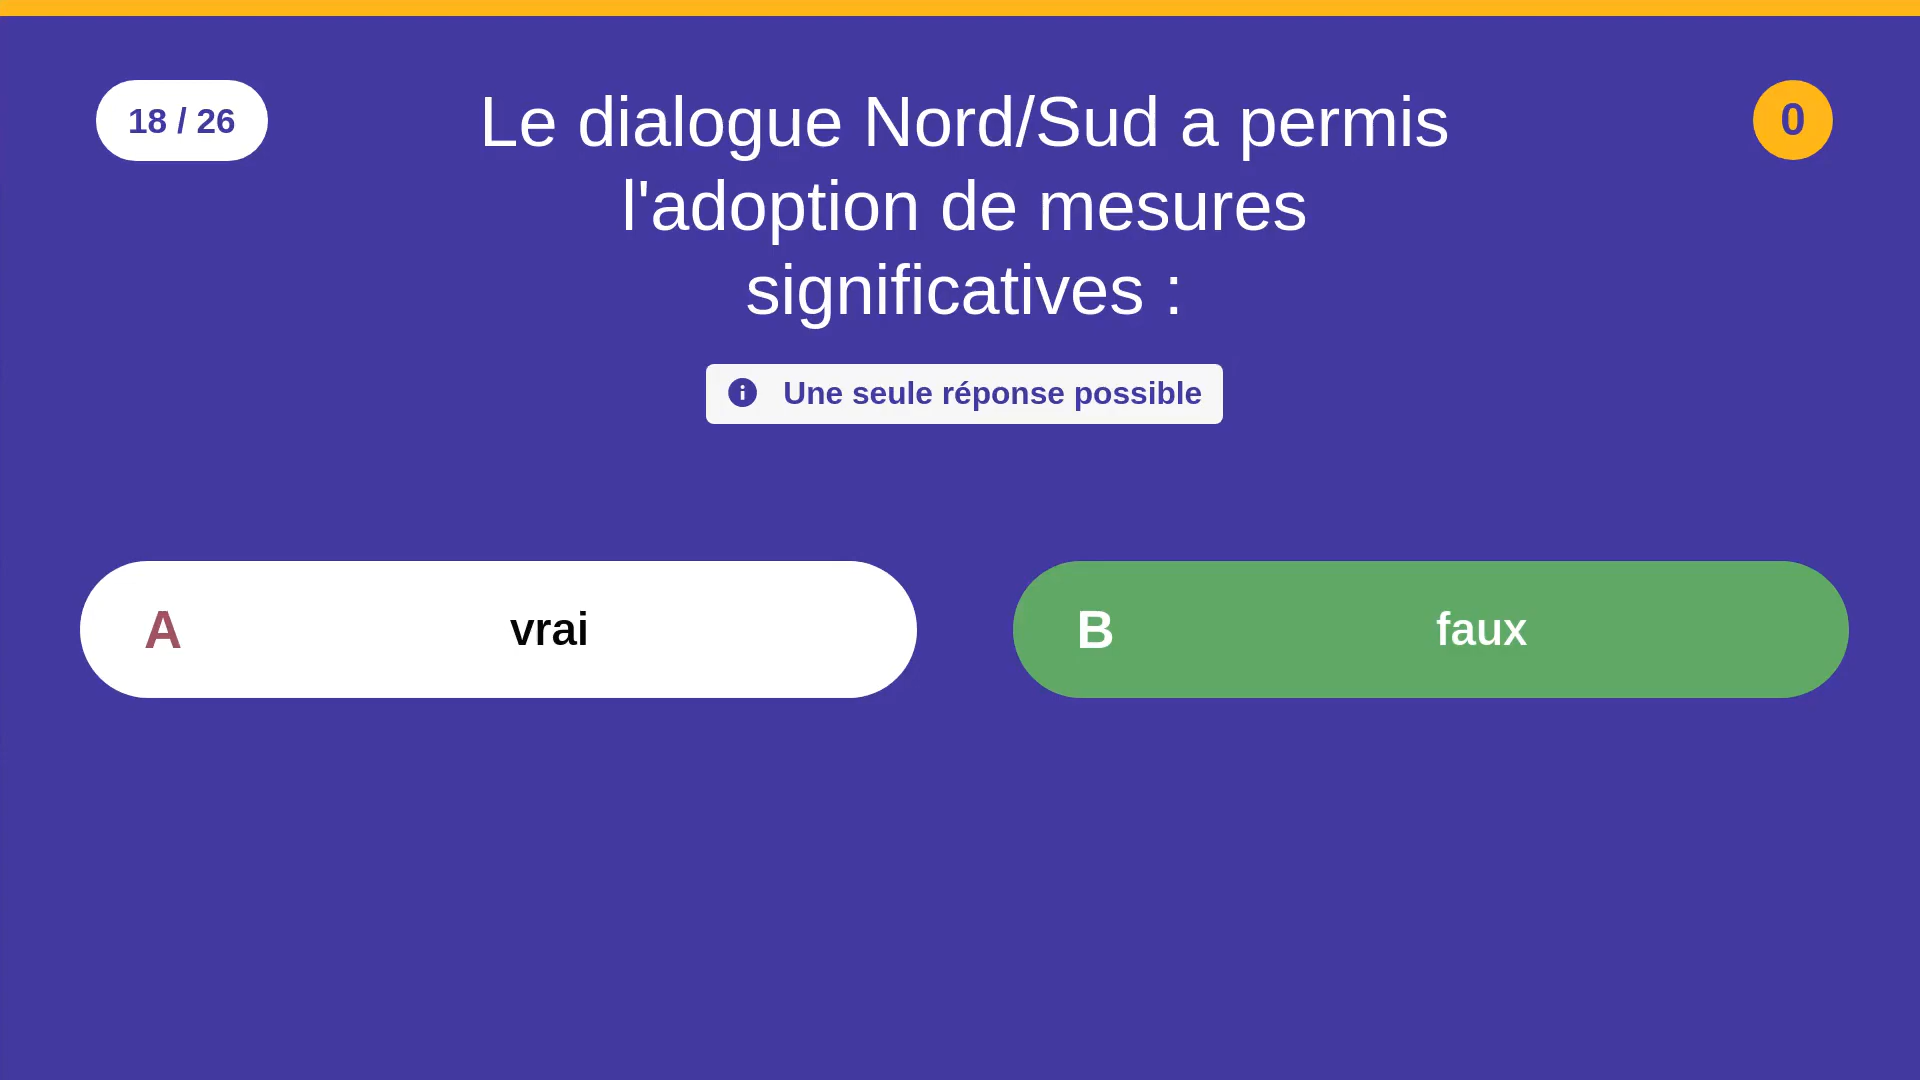 18 / 26
Le dialogue Nord/Sud a permis
l'adoption de mesures
significatives :
0
Une seule réponse possible
A vrai
B faux